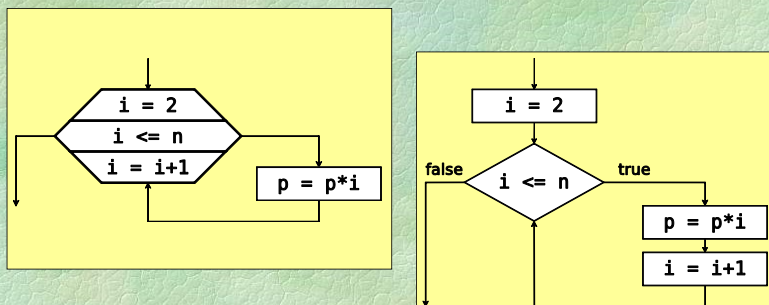 i = 2
i <= n
i = i+1
p = p*i
i = 2
false
true
i <= n
p = p*i
i = i+1